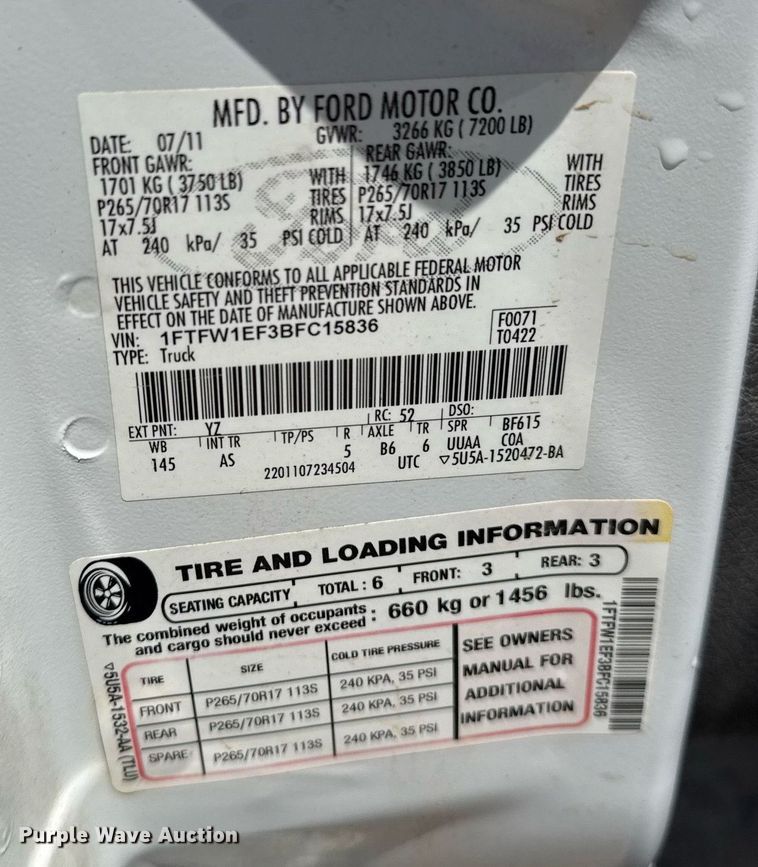 MFD. BY FORD MOTOR CO.
DATE: 07/11 GVWR: 3266 KG ( 7200 LB)
FRONT GAWR: REAR GAWR:
1701 KG ( 3750 LB) WITH 1746 KG ( 3850 LB) WITH
P265/70R17 113S TIRES P265/70R17 113S TIRES
17x7.5J RIMS 17x7.5J RIMS
AT 240 kPa/ 35 PSI COLD AT 240 kPa/ 35 PSI COLD
THIS VEHICLE CONFORMS TO ALL APPLICABLE FEDERAL MOTOR
VEHICLE SAFETY AND THEFT PREVENTION STANDARDS IN
EFFECT ON THE DATE OF MANUFACTURE SHOWN ABOVE.
VIN: 1FTFW1EF3BFC15836 F0071
TYPE: Truck T0422
EXT PNT: YZ RC: 52 DSO:
WB INT TR TP/PS R AXLE TR SPR BF615
145 AS 5 B6 6 UUAA COA
2201107234504 UTC ▽5U5A-1520472-BA
TIRE AND LOADING INFORMATION
SEATING CAPACITY TOTAL: 6 FRONT: 3 REAR: 3
The combined weight of occupants
and cargo should never exceed : 660 kg or 1456 lbs.
TIRE SIZE COLD TIRE PRESSURE
FRONT P265/70R17 113S 240 KPA, 35 PSI
REAR P265/70R17 113S 240 KPA, 35 PSI
SPARE P265/70R17 113S 240 KPA, 35 PSI
SEE OWNERS
MANUAL FOR
ADDITIONAL
INFORMATION
▽5U5A-1532-AA (TLU)
1FTFW1EF3BFC15836
Purple Wave Auction